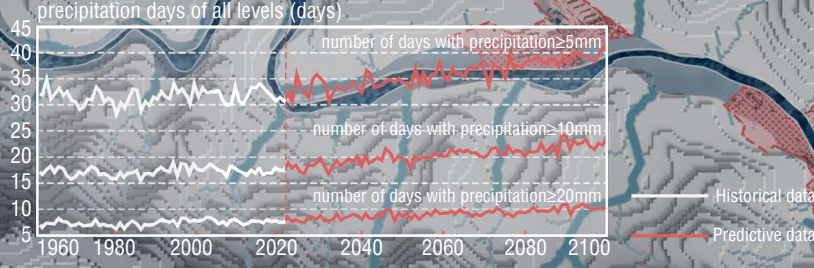 precipitation days of all levels (days)
45
number of days with precipitation≥5mm
40
35
30
25
number of days with precipitation≥10mm
20
15
number of days with precipitation≥20mm
10
5
1960 1980 2000 2020 2040 2060 2080 2100
Historical data
Predictive data